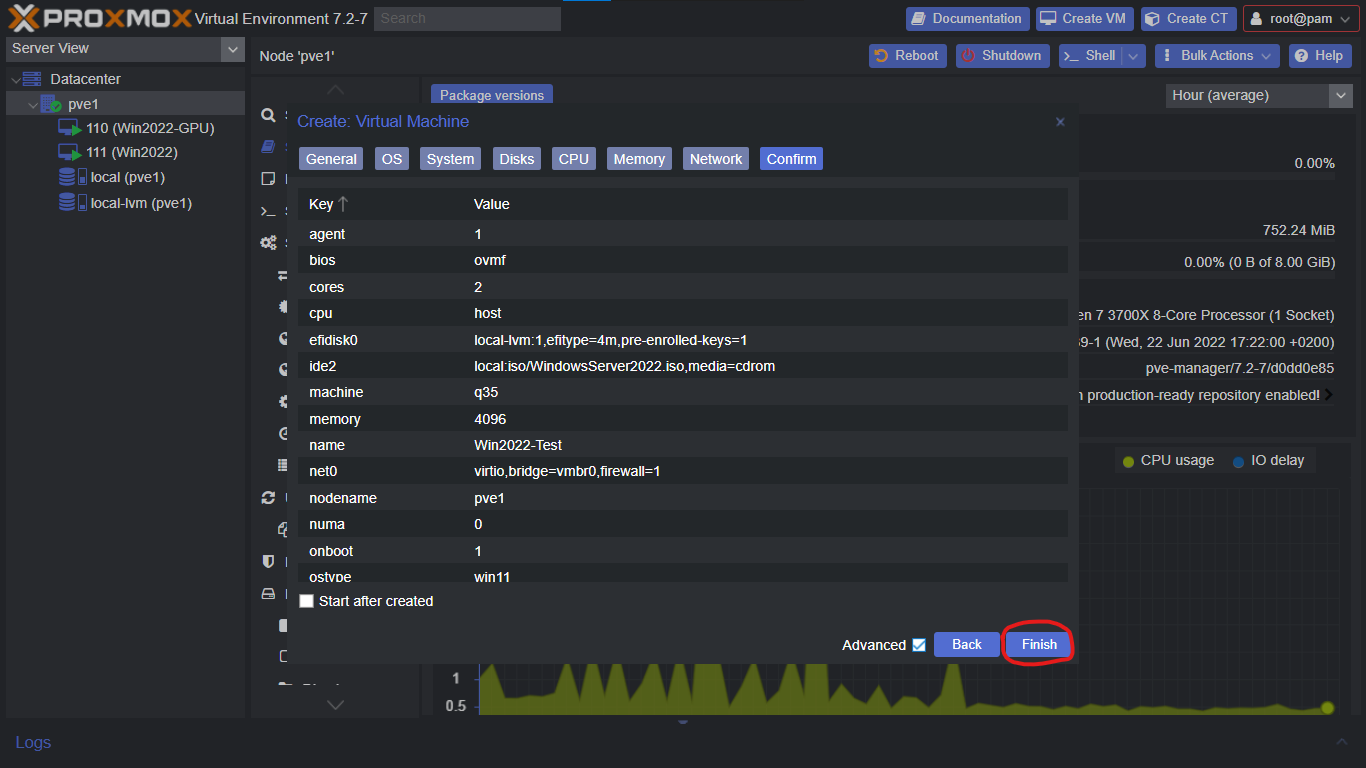 PROXMOX Virtual Environment 7.2-7 Search Documentation Create VM Create CT root@pam
Server View
Node 'pve1' Reboot Shutdown Shell Bulk Actions Help
Datacenter
pve1
110 (Win2022-GPU)
111 (Win2022)
local (pve1)
local-lvm (pve1)
Package versions Hour (average)
Create: Virtual Machine
General OS System Disks CPU Memory Network Confirm
Key Value
agent 1
bios ovmf
cores 2
cpu host
efidisk0 local-lvm:1,efitype=4m,pre-enrolled-keys=1
ide2 local:iso/WindowsServer2022.iso,media=cdrom
machine q35
memory 4096
name Win2022-Test
net0 virtio,bridge=vmbr0,firewall=1
nodename pve1
numa 0
onboot 1
ostype win11
Start after created
Advanced Back Finish
0.00%
752.24 MiB
0.00% (0 B of 8.00 GiB)
en 7 3700X 8-Core Processor (1 Socket)
9-1 (Wed, 22 Jun 2022 17:22:00 +0200)
pve-manager/7.2-7/d0dd0e85
production-ready repository enabled!
CPU usage IO delay
1
0.5
Logs